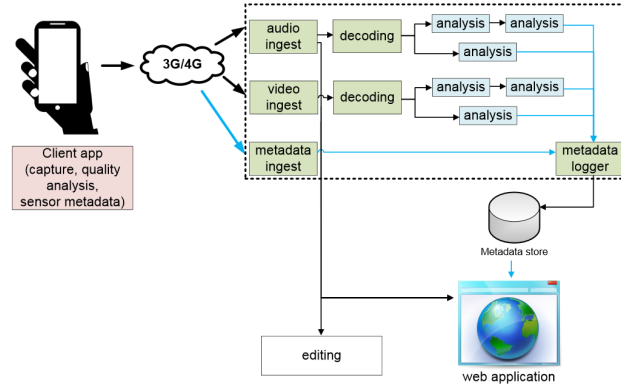 audio
ingest
decoding
analysis
analysis
analysis
3G/4G
video
ingest
decoding
analysis
analysis
analysis
metadata
ingest
metadata
logger
Client app
(capture, quality
analysis,
sensor metadata)
Metadata store
editing
web application